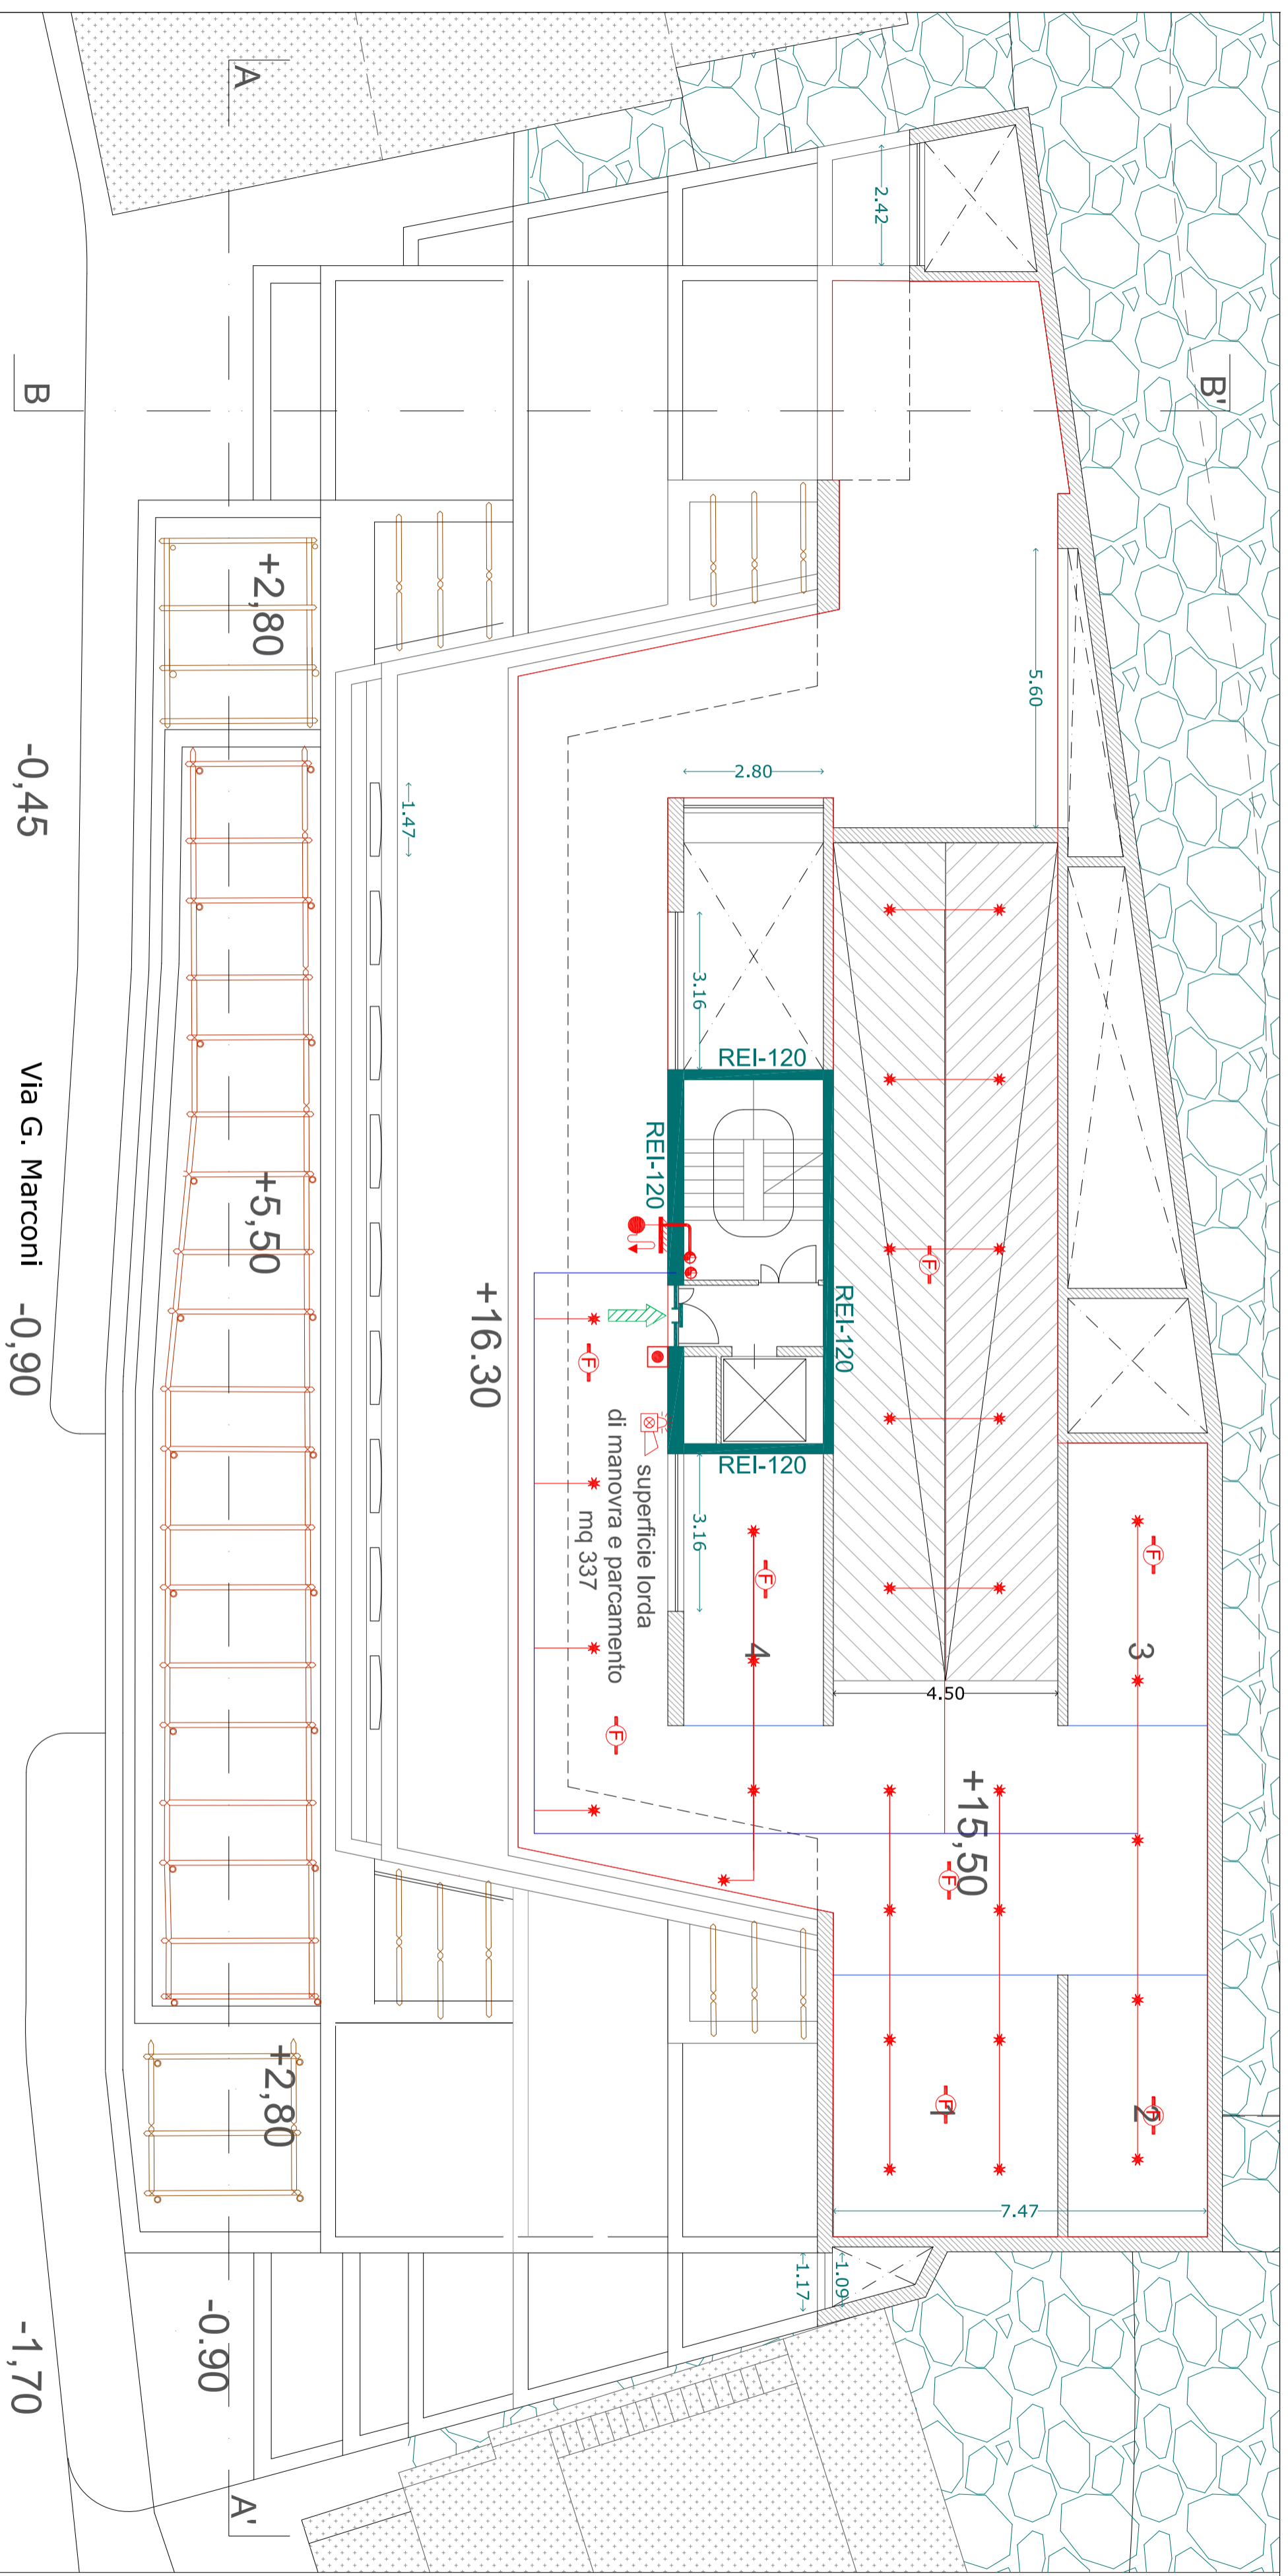 A
B
B'
2.42
5.60
+2,80
-0,45
2.80
1.47
3.16
REI-120
REI-120
REI-120
REI-120
+5,50
Via G. Marconi
-0,90
+16.30
F
F
F
F
F
F
F
F
superficie lorda
di manovra e parcamento
mq 337
3.16
4
3
4.50
+15,50
1
2
7.47
+2,80
1.17
1.09
-0.90
-1,70
A'